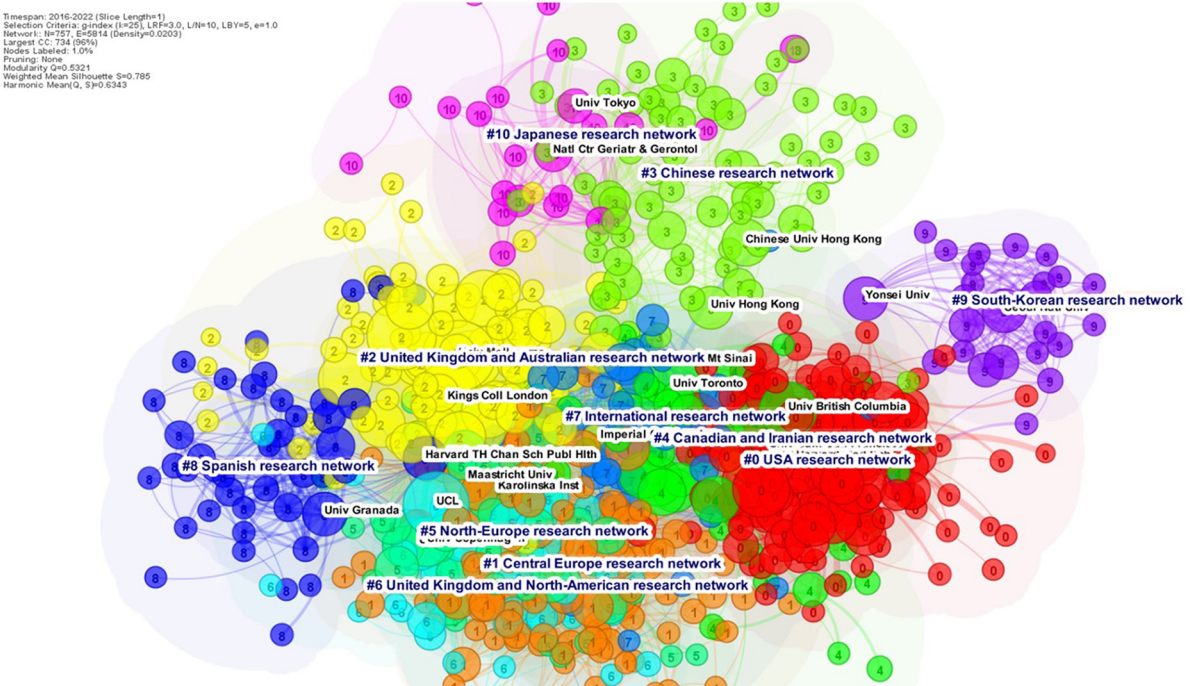 Timespan: 2016-2022 (Slice Length=1)
Selection Criteria: g-index (k=25), LRF=3.0, L/N=10, LBY=5, e=1.0
Network: N=757, E=5814 (Density=0.0203)
Largest CC: 734 (96%)
Nodes Labeled: 1.0%
Pruning: None
Modularity Q=0.5321
Weighted Mean Silhouette S=0.785
Harmonic Mean(Q, S)=0.6343
Univ Tokyo
#10 Japanese research network
Natl Ctr Geriatr & Gerontol
#3 Chinese research network
Chinese Univ Hong Kong
Yonsei Univ
#9 South-Korean research network
Univ Hong Kong
#2 United Kingdom and Australian research network
Mt Sinai
Univ Toronto
Kings Coll London
Univ British Columbia
#7 International research network
Imperial
#4 Canadian and Iranian research network
Harvard TH Chan Sch Publ Hlth
#0 USA research network
#8 Spanish research network
Maastricht Univ
Karolinska Inst
UCL
Univ Granada
#5 North-Europe research network
#1 Central Europe research network
#6 United Kingdom and North-American research network